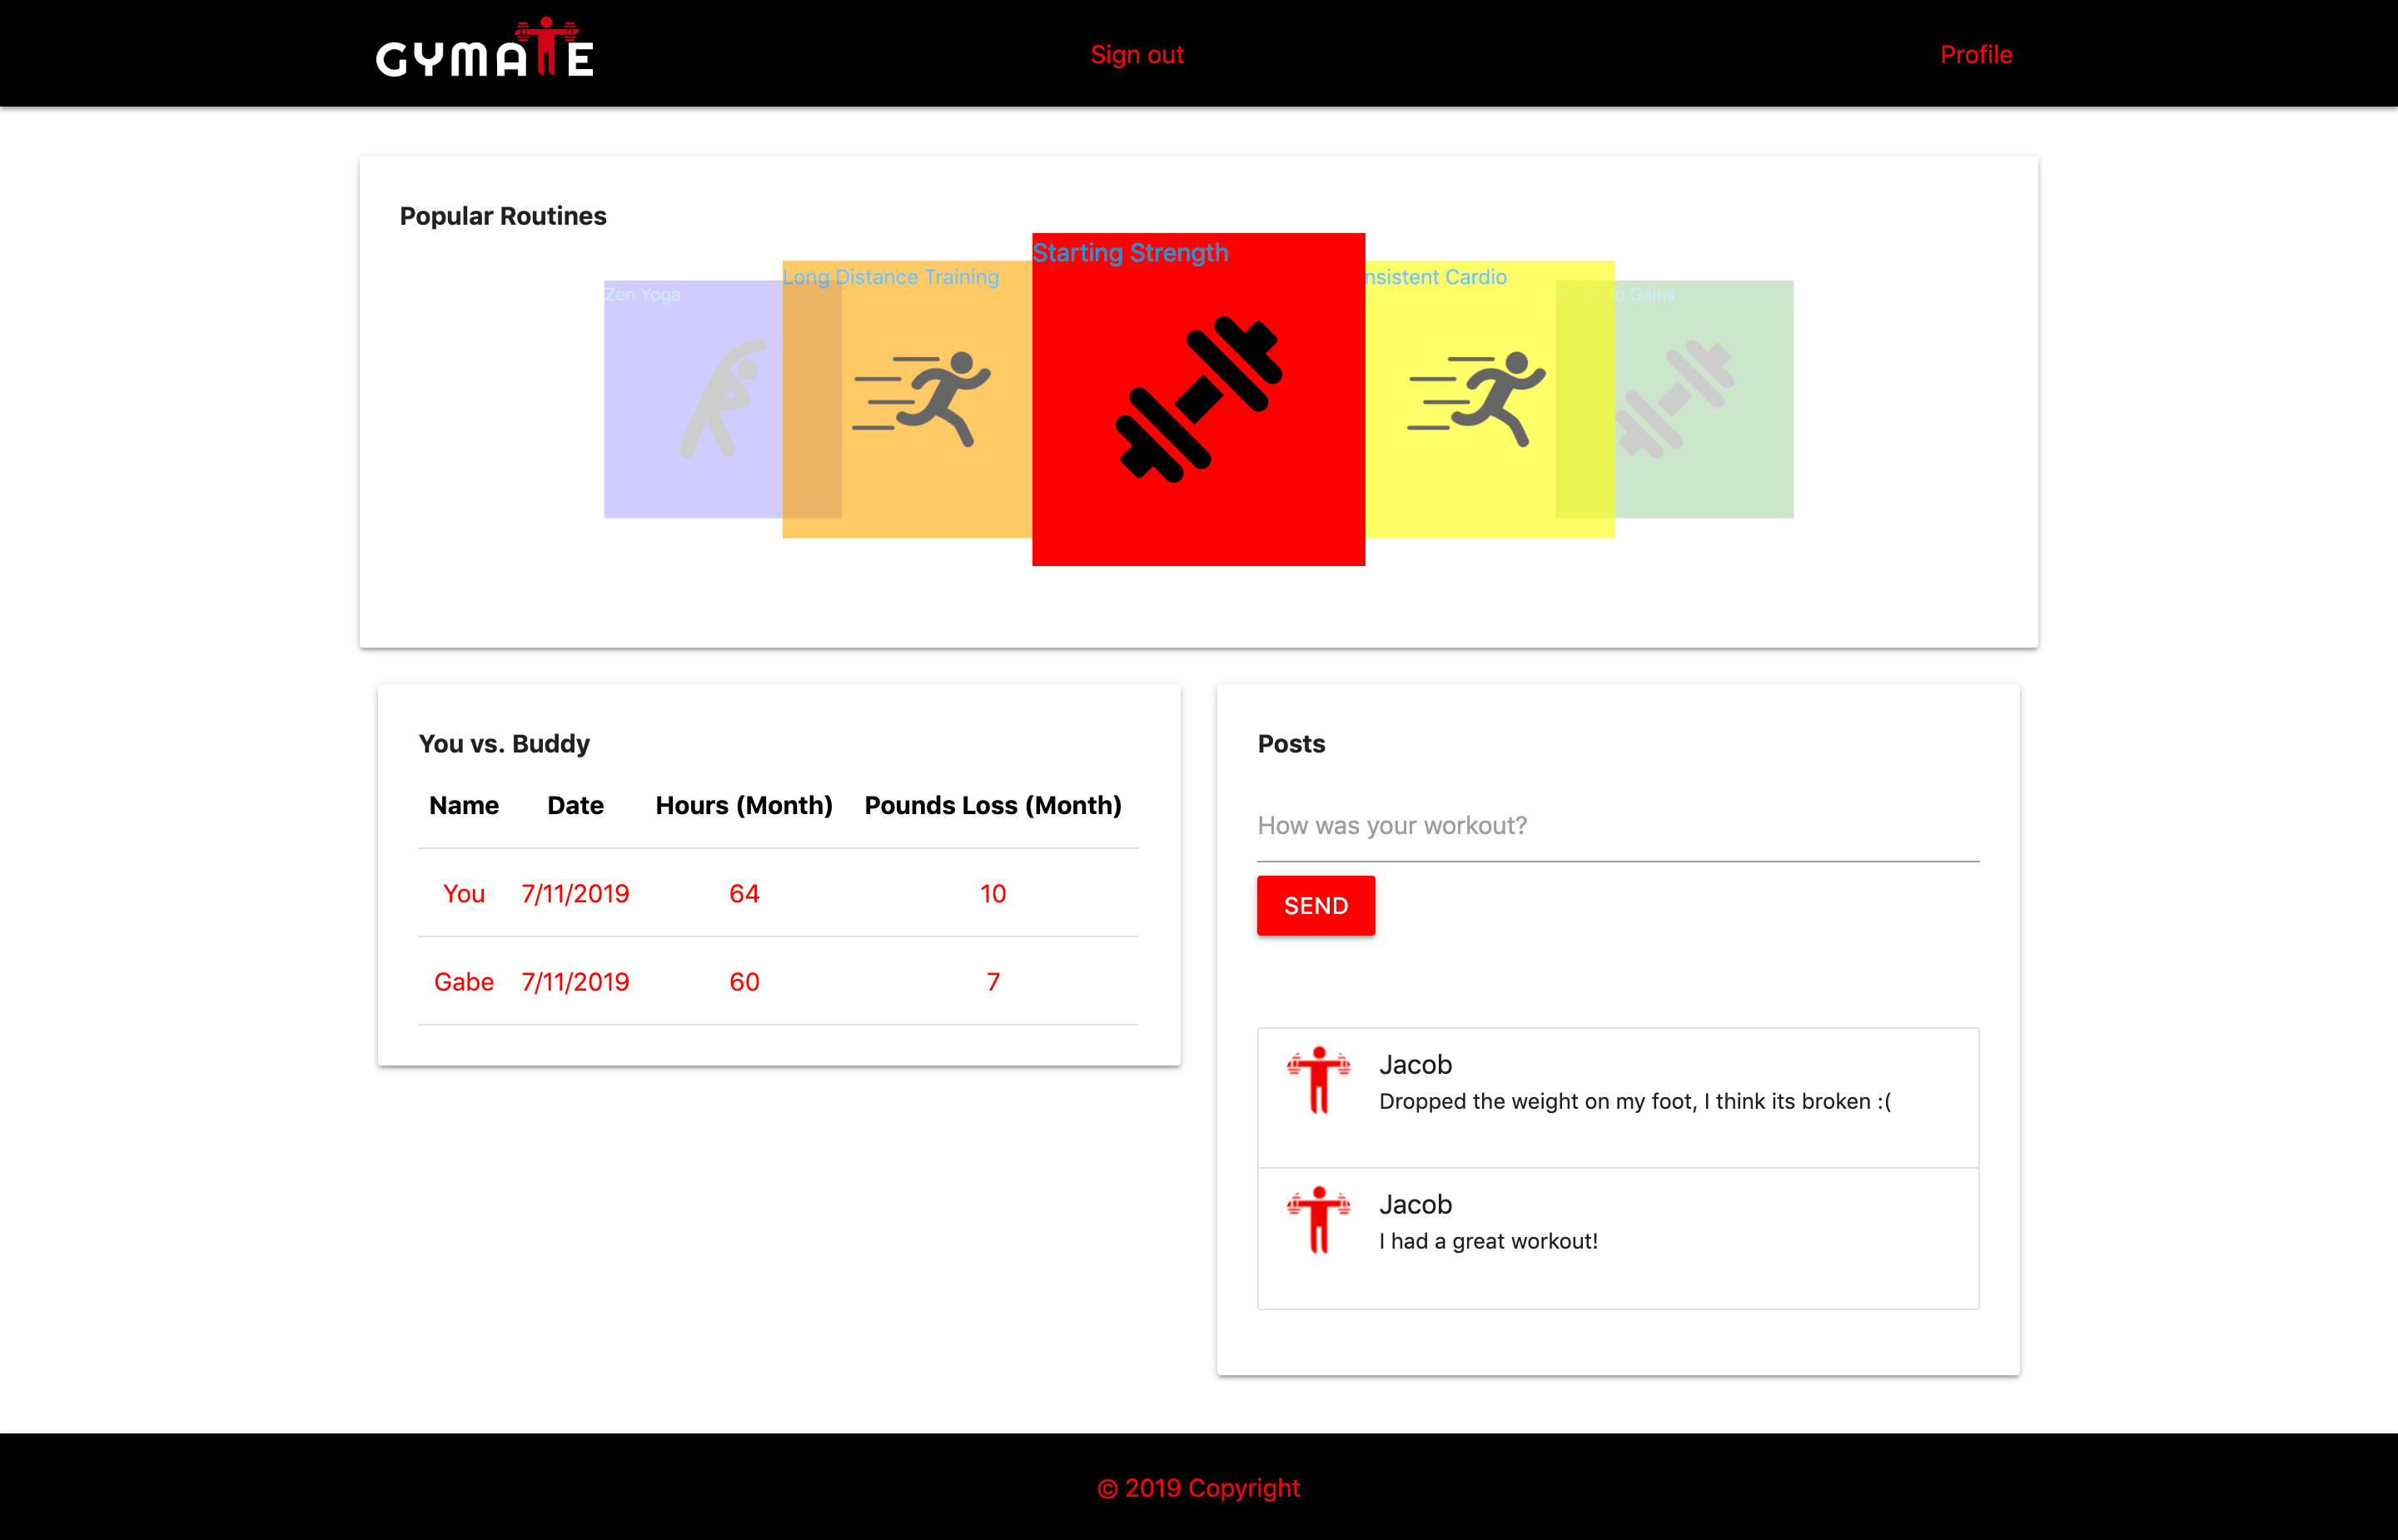 GYMATE
Sign out
Profile
Popular Routines
Zen Yoga
Long Distance Training
Starting Strength
nsistent Cardio
to Gains
You vs. Buddy
Name Date Hours (Month) Pounds Loss (Month)
You 7/11/2019 64 10
Gabe 7/11/2019 60 7
Posts
How was your workout?
SEND
Jacob
Dropped the weight on my foot, I think its broken :(
Jacob
I had a great workout!
© 2019 Copyright